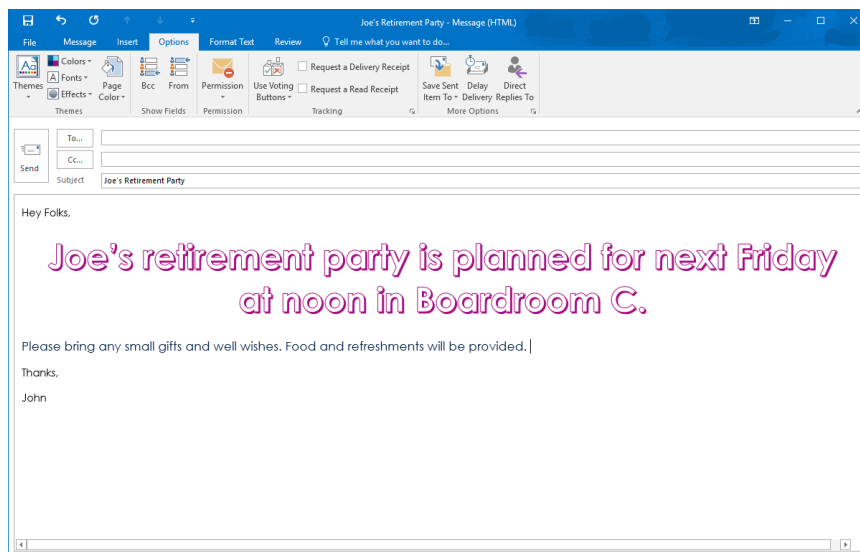 Joe's Retirement Party - Message (HTML)
File Message Insert Options Format Text Review Tell me what you want to do...
Themes
Colors
Fonts
Effects
Page Color
Themes
Bcc From
Show Fields
Permission
Permission
Use Voting Buttons
Request a Delivery Receipt
Request a Read Receipt
Tracking
Save Sent Item To
Delay Delivery
Direct Replies To
More Options
Send
To...
Cc...
Subject Joe's Retirement Party
Hey Folks,
Joe's retirement party is planned for next Friday
at noon in Boardroom C.
Please bring any small gifts and well wishes. Food and refreshments will be provided.
Thanks,
John